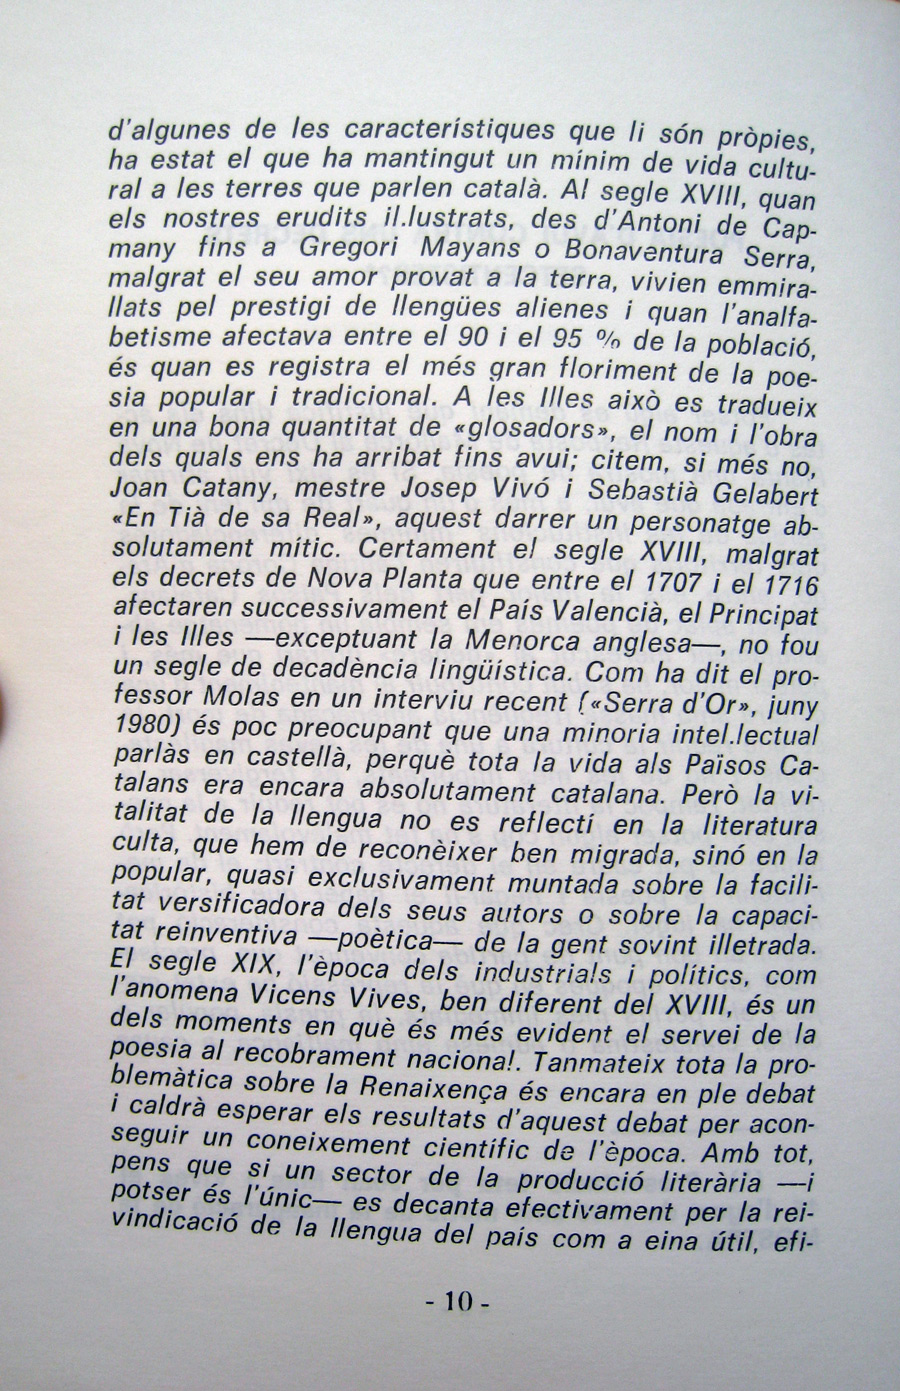 d'algunes de les característiques que li són pròpies,
ha estat el que ha mantingut un mínim de vida cultu-
ral a les terres que parlen català. Al segle XVIII, quan
els nostres erudits il.lustrats, des d'Antoni de Cap-
many fins a Gregori Mayans o Bonaventura Serra,
malgrat el seu amor provat a la terra, vivien emmira-
llats pel prestigi de llengües alienes i quan l'analfa-
betisme afectava entre el 90 i el 95 % de la població,
és quan es registra el més gran floriment de la poe-
sia popular i tradicional. A les Illes això es tradueix
en una bona quantitat de «glosadors», el nom i l'obra
dels quals ens ha arribat fins avui; citem, si més no,
Joan Catany, mestre Josep Vivó i Sebastià Gelabert
«En Tià de sa Real», aquest darrer un personatge ab-
solutament mític. Certament el segle XVIII, malgrat
els decrets de Nova Planta que entre el 1707 i el 1716
afectaren successivament el País Valencià, el Principat
i les Illes —exceptuant la Menorca anglesa—, no fou
un segle de decadència lingüística. Com ha dit el pro-
fessor Molas en un interviu recent («Serra d'Or», juny
1980) és poc preocupant que una minoria intel.lectual
parlàs en castellà, perquè tota la vida als Països Ca-
talans era encara absolutament catalana. Però la vi-
talitat de la llengua no es reflectí en la literatura
culta, que hem de reconèixer ben migrada, sinó en la
popular, quasi exclusivament muntada sobre la facili-
tat versificadora dels seus autors o sobre la capaci-
tat reinventiva —poètica— de la gent sovint illetrada.
El segle XIX, l'època dels industrials i polítics, com
l'anomena Vicens Vives, ben diferent del XVIII, és un
dels moments en què és més evident el servei de la
poesia al recobrament nacional. Tanmateix tota la pro-
blemàtica sobre la Renaixença és encara en ple debat
i caldrà esperar els resultats d'aquest debat per acon-
seguir un coneixement científic de l'època. Amb tot,
pens que si un sector de la producció literària —i
potser és l'únic— es decanta efectivament per la rei-
vindicació de la llengua del país com a eina útil, efi-
- 10 -